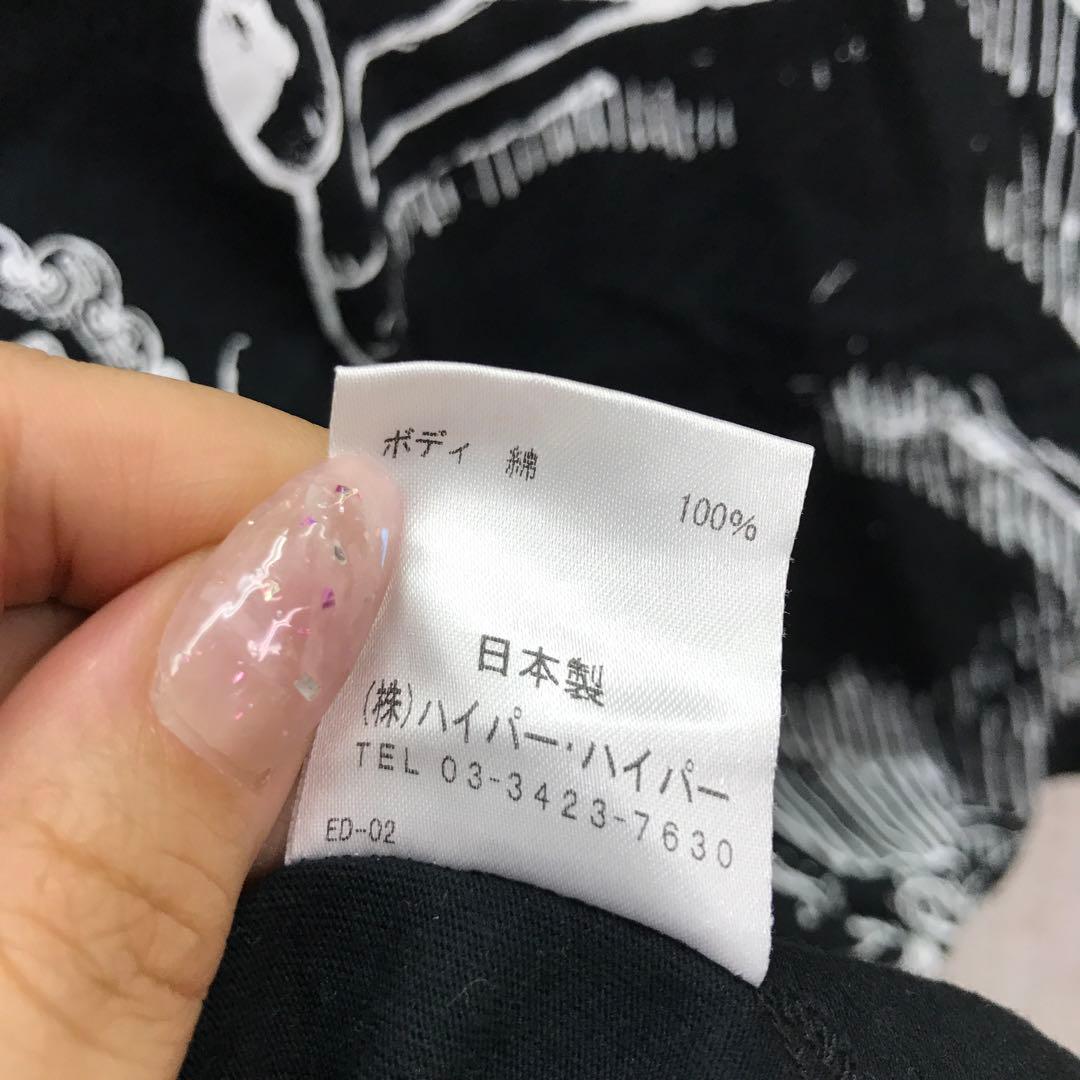 ボディ 綿 100%
日本製
(株)ハイパー・ハイパー
TEL 03-3423-7630
ED-02